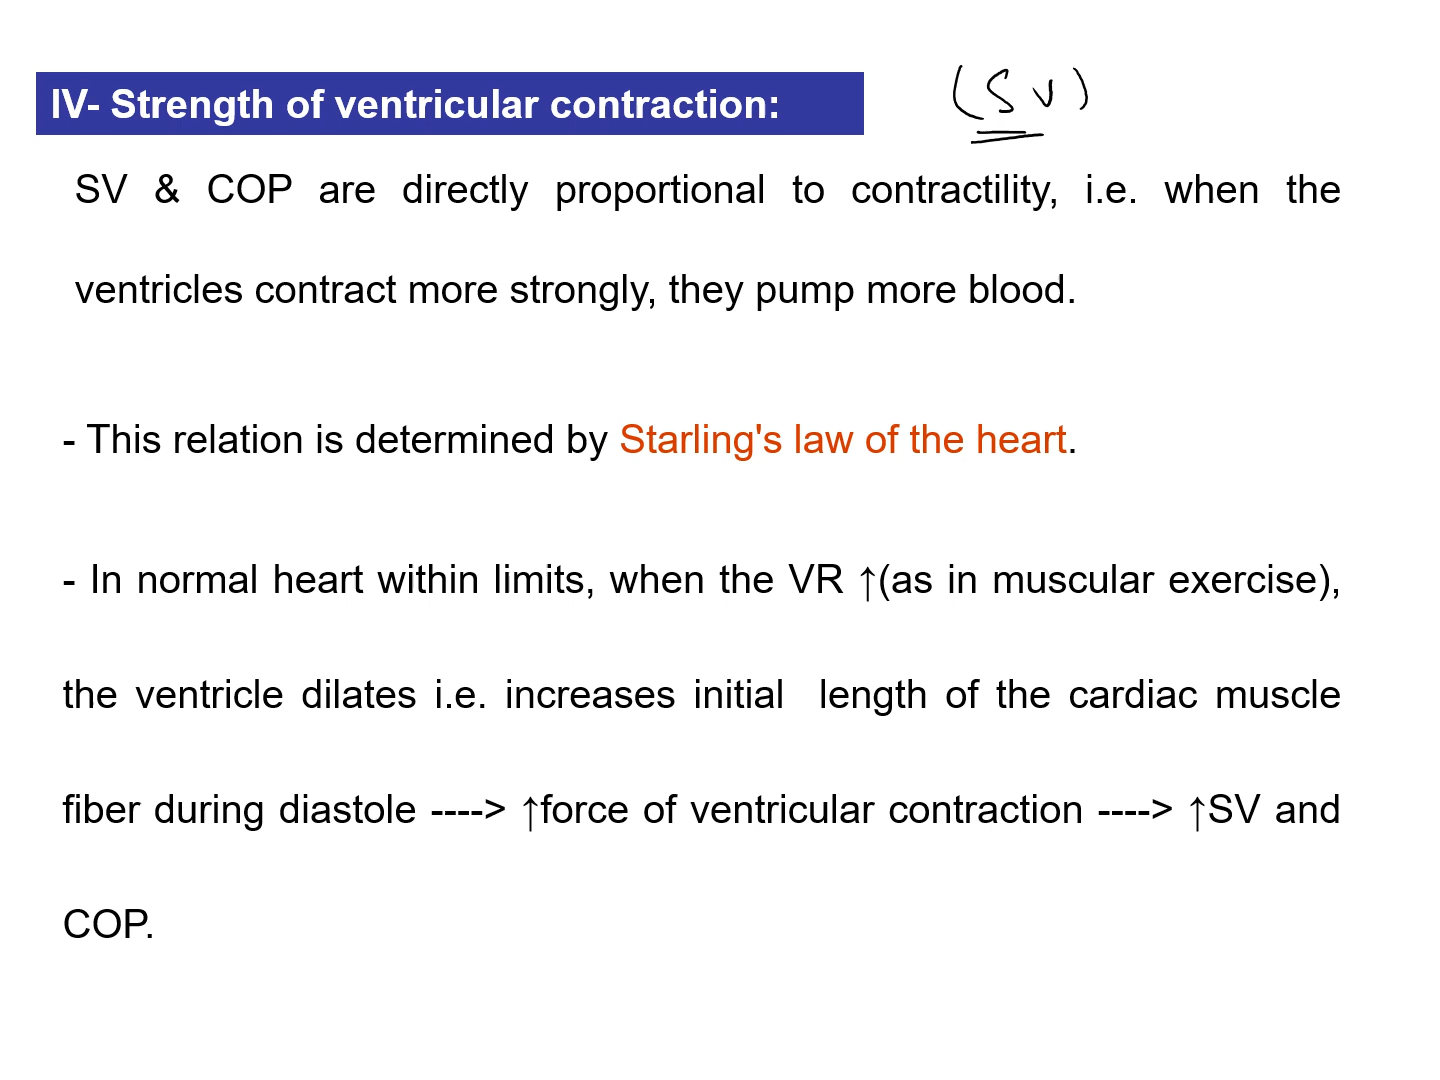 IV- Strength of ventricular contraction:
(SV)
SV & COP are directly proportional to contractility, i.e. when the
ventricles contract more strongly, they pump more blood.
- This relation is determined by Starling's law of the heart.
- In normal heart within limits, when the VR ↑(as in muscular exercise),
the ventricle dilates i.e. increases initial length of the cardiac muscle
fiber during diastole ----> ↑force of ventricular contraction ----> ↑SV and
COP.